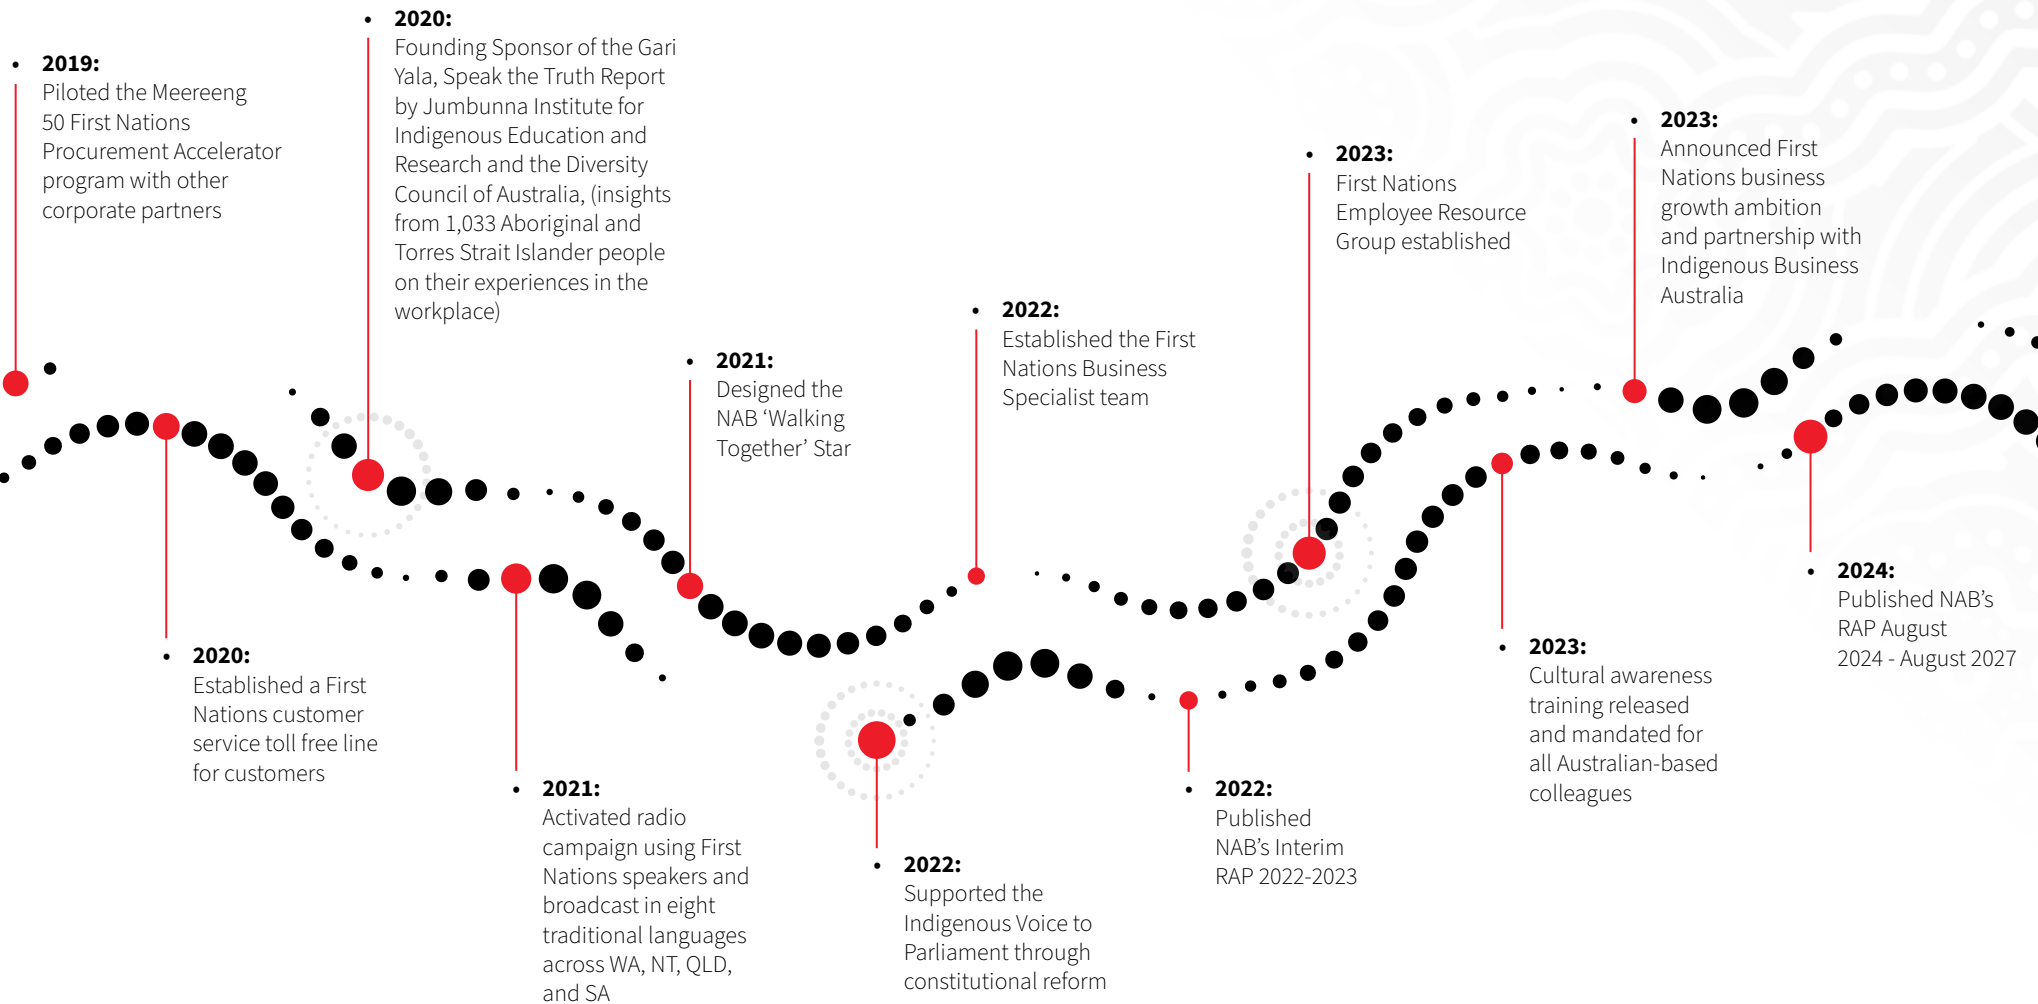 2019:
Piloted the Meereeng
50 First Nations
Procurement Accelerator
program with other
corporate partners
2020:
Established a First
Nations customer
service toll free line
for customers
2020:
Founding Sponsor of the Gari
Yala, Speak the Truth Report
by Jumbunna Institute for
Indigenous Education and
Research and the Diversity
Council of Australia, (insights
from 1,033 Aboriginal and
Torres Strait Islander people
on their experiences in the
workplace)
2021:
Activated radio
campaign using First
Nations speakers and
broadcast in eight
traditional languages
across WA, NT, QLD,
and SA
2021:
Designed the
NAB ‘Walking
Together’ Star
2022:
Supported the
Indigenous Voice to
Parliament through
constitutional reform
2022:
Established the First
Nations Business
Specialist team
2022:
Published
NAB’s Interim
RAP 2022-2023
2023:
First Nations
Employee Resource
Group established
2023:
Cultural awareness
training released
and mandated for
all Australian-based
colleagues
2023:
Announced First
Nations business
growth ambition
and partnership with
Indigenous Business
Australia
2024:
Published NAB’s
RAP August
2024 - August 2027